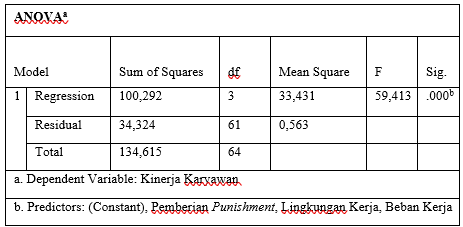 ANOVAa
Model Sum of Squares df Mean Square F Sig.
1 Regression 100,292 3 33,431 59,413 .000b
Residual 34,324 61 0,563
Total 134,615 64
a. Dependent Variable: Kinerja Karyawan
b. Predictors: (Constant), Pemberian Punishment, Lingkungan Kerja, Beban Kerja